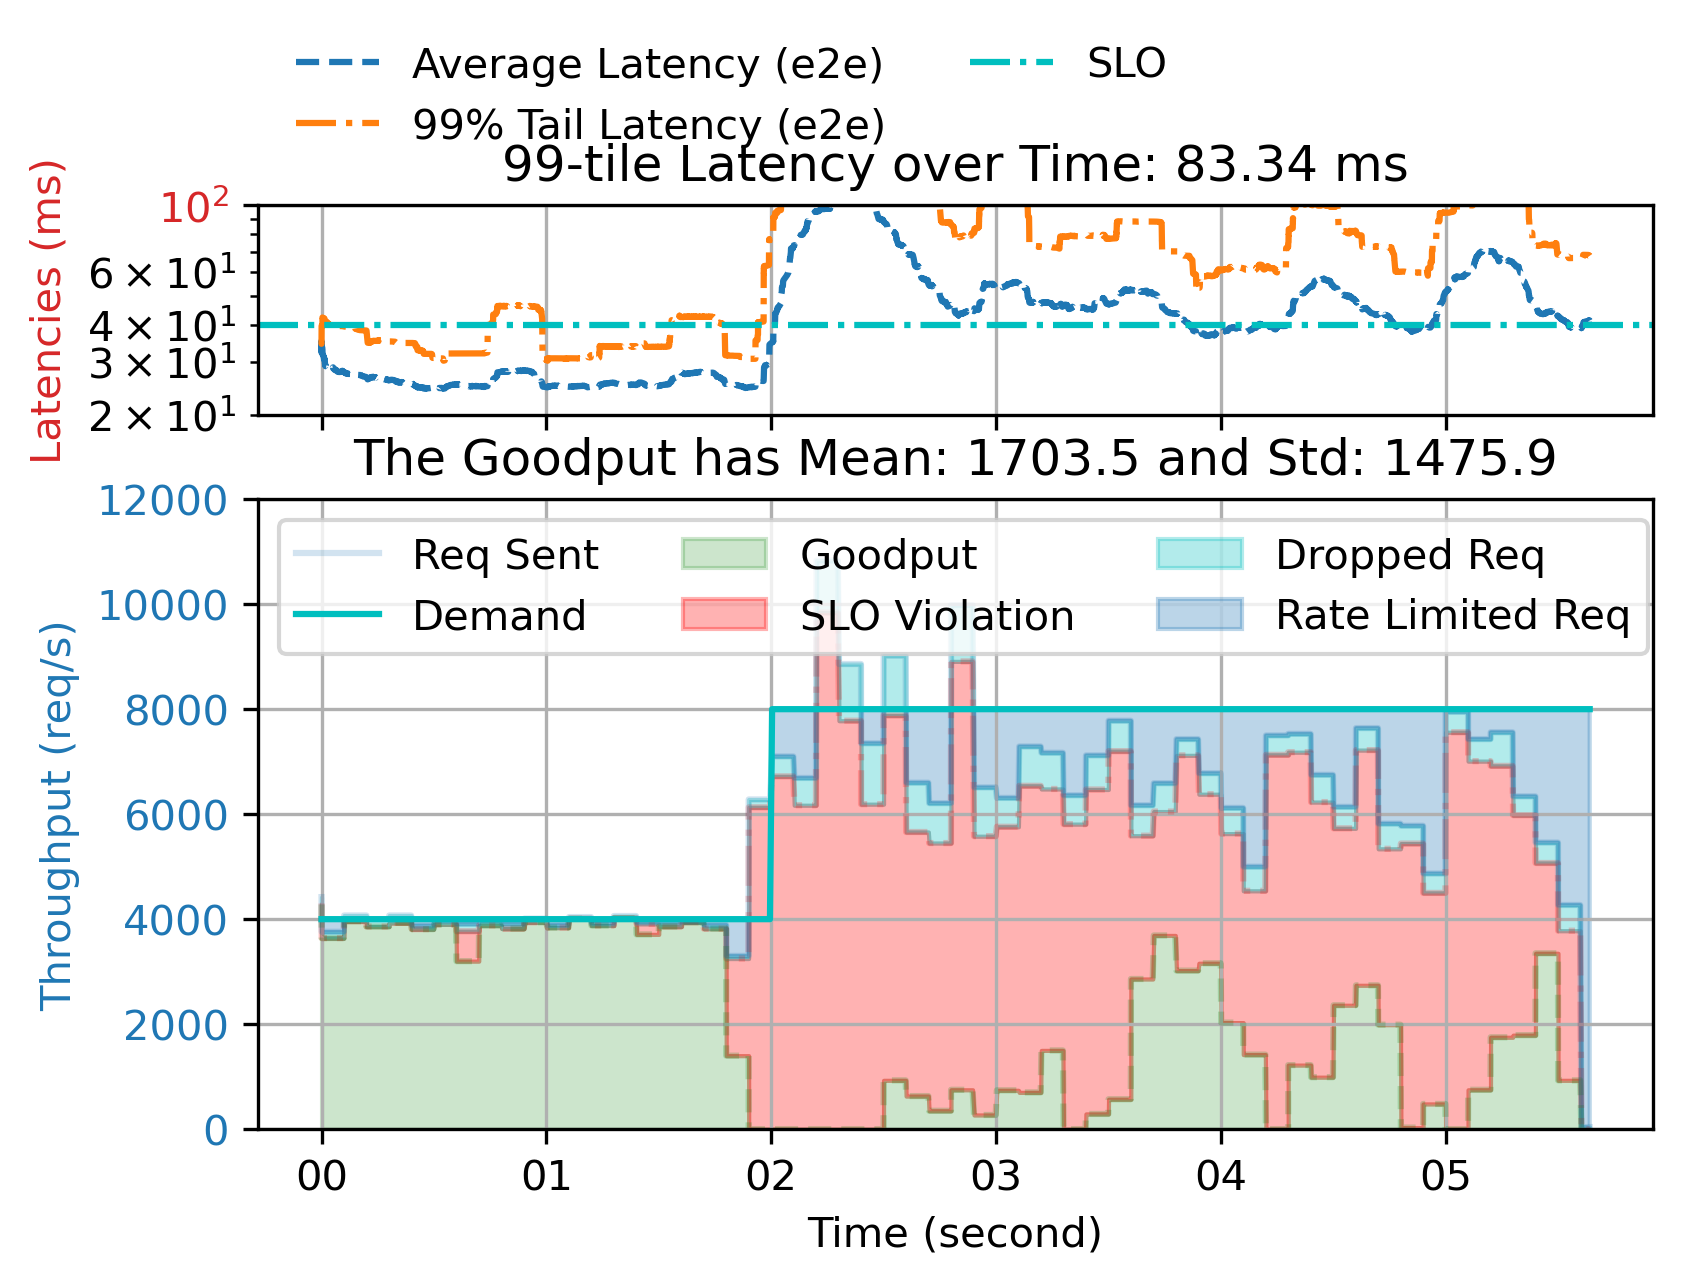 Average Latency (e2e) SLO
99% Tail Latency (e2e)
99-tile Latency over Time: 83.34 ms
Latencies (ms)
10²
6 × 10¹
4 × 10¹
3 × 10¹
2 × 10¹
The Goodput has Mean: 1703.5 and Std: 1475.9
Throughput (req/s)
12000
10000
8000
6000
4000
2000
0
Req Sent Goodput Dropped Req
Demand SLO Violation Rate Limited Req
00 01 02 03 04 05
Time (second)